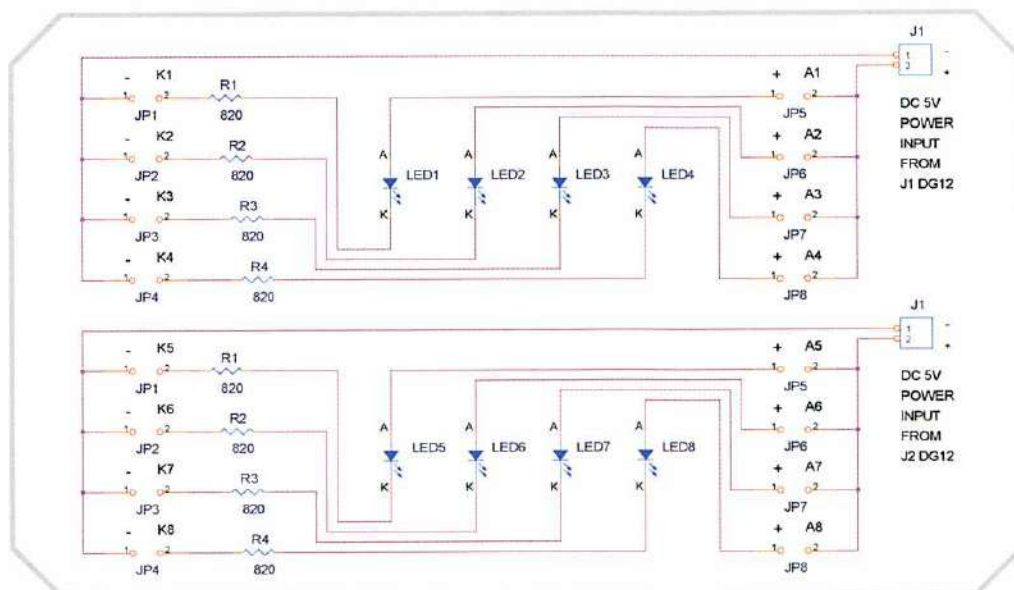 J1
1 -
2 +
DC 5V
POWER
INPUT
FROM
J1 DG12
- K1 R1
1 2
JP1 820
- K2 R2
1 2
JP2 820
- K3 R3
1 2
JP3 820
- K4 R4
1 2
JP4 820
A LED1 K
A LED2 K
A LED3 K
A LED4 K
+ A1
1 2
JP5
+ A2
1 2
JP6
+ A3
1 2
JP7
+ A4
1 2
JP8
J1
1 -
2 +
DC 5V
POWER
INPUT
FROM
J2 DG12
- K5 R1
1 2
JP1 820
- K6 R2
1 2
JP2 820
- K7 R3
1 2
JP3 820
- K8 R4
1 2
JP4 820
A LED5 K
A LED6 K
A LED7 K
A LED8 K
+ A5
1 2
JP5
+ A6
1 2
JP6
+ A7
1 2
JP7
+ A8
1 2
JP8